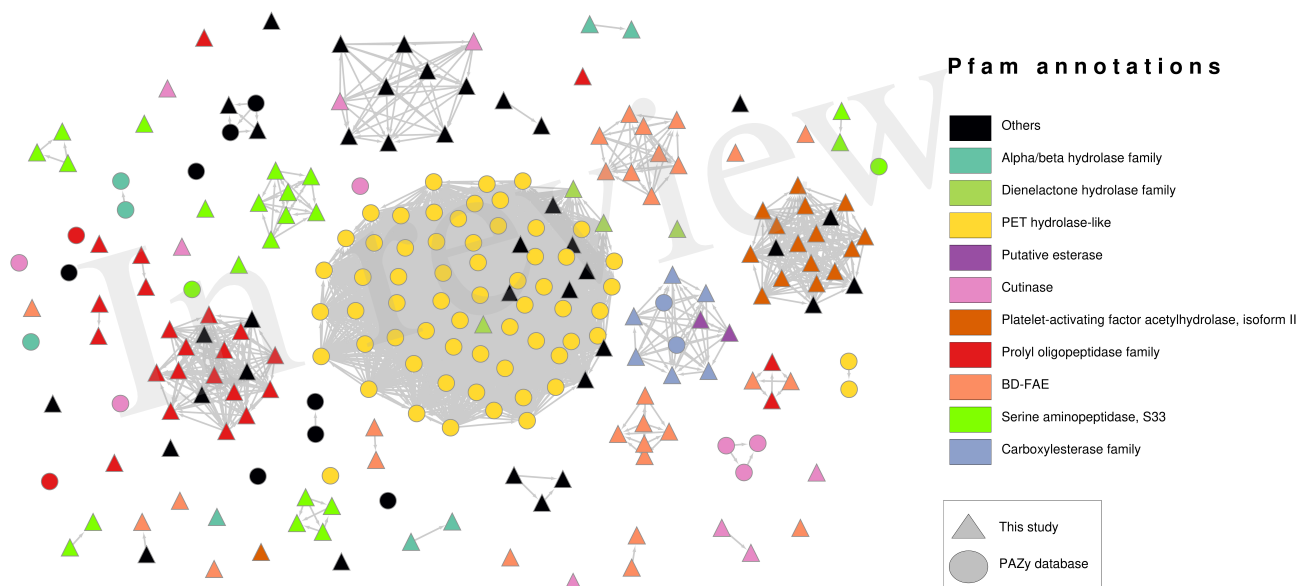 In review
Pfam annotations
Others
Alpha/beta hydrolase family
Dienelactone hydrolase family
PET hydrolase-like
Putative esterase
Cutinase
Platelet-activating factor acetylhydrolase, isoform II
Prolyl oligopeptidase family
BD-FAE
Serine aminopeptidase, S33
Carboxylesterase family
This study
PAZy database